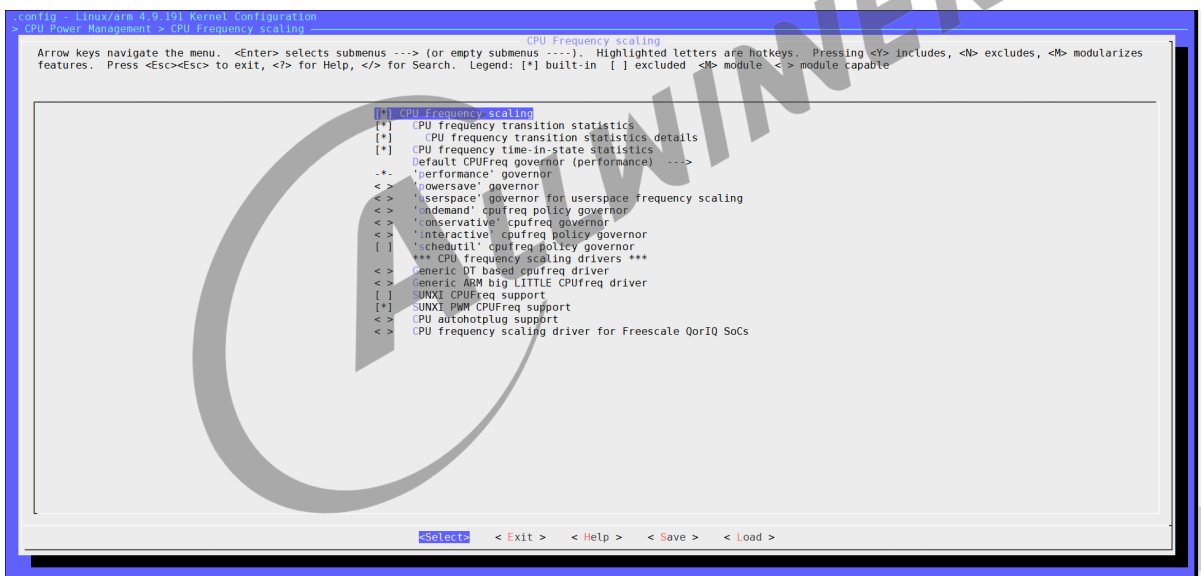 .config - Linux/arm 4.9.191 Kernel Configuration
> CPU Power Management > CPU Frequency scaling
CPU Frequency scaling
Arrow keys navigate the menu. <Enter> selects submenus ---> (or empty submenus ----). Highlighted letters are hotkeys. Pressing <Y> includes, <N> excludes, <M> modularizes
features. Press <Esc><Esc> to exit, <?> for Help, </> for Search. Legend: [*] built-in [ ] excluded <M> module < > module capable
[*] CPU Frequency scaling
[*] CPU frequency transition statistics
[*] CPU frequency transition statistics details
[*] CPU frequency time-in-state statistics
Default CPUFreq governor (performance) --->
-*- 'performance' governor
< > 'powersave' governor
< > 'userspace' governor for userspace frequency scaling
< > 'ondemand' cpufreq policy governor
< > 'conservative' cpufreq governor
< > 'interactive' cpufreq policy governor
[ ] 'schedutil' cpufreq policy governor
*** CPU frequency scaling drivers ***
< > Generic DT based cpufreq driver
< > Generic ARM big LITTLE CPUfreq driver
[ ] SUNXI CPUFreq support
[*] SUNXI PWM CPUFreq support
< > CPU autohotplug support
< > CPU frequency scaling driver for Freescale QorIQ SoCs
<Select> < Exit > < Help > < Save > < Load >
ALLWINNE